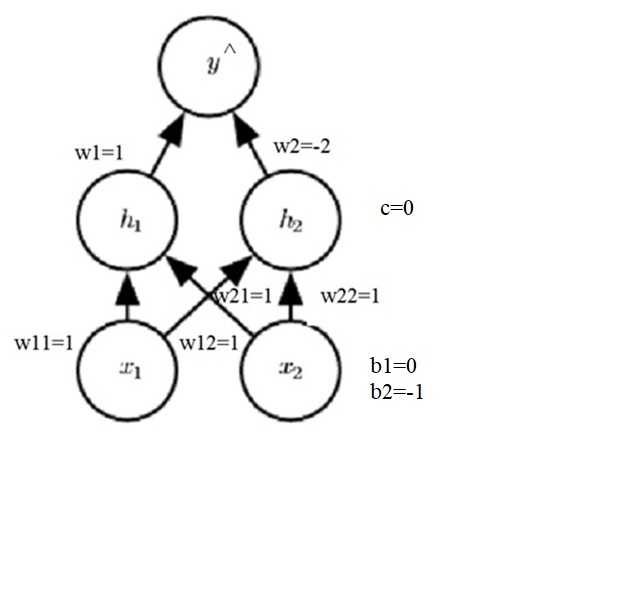 y^
w1=1
w2=-2
h1
h2
c=0
w21=1
w22=1
w11=1
w12=1
x1
x2
b1=0
b2=-1